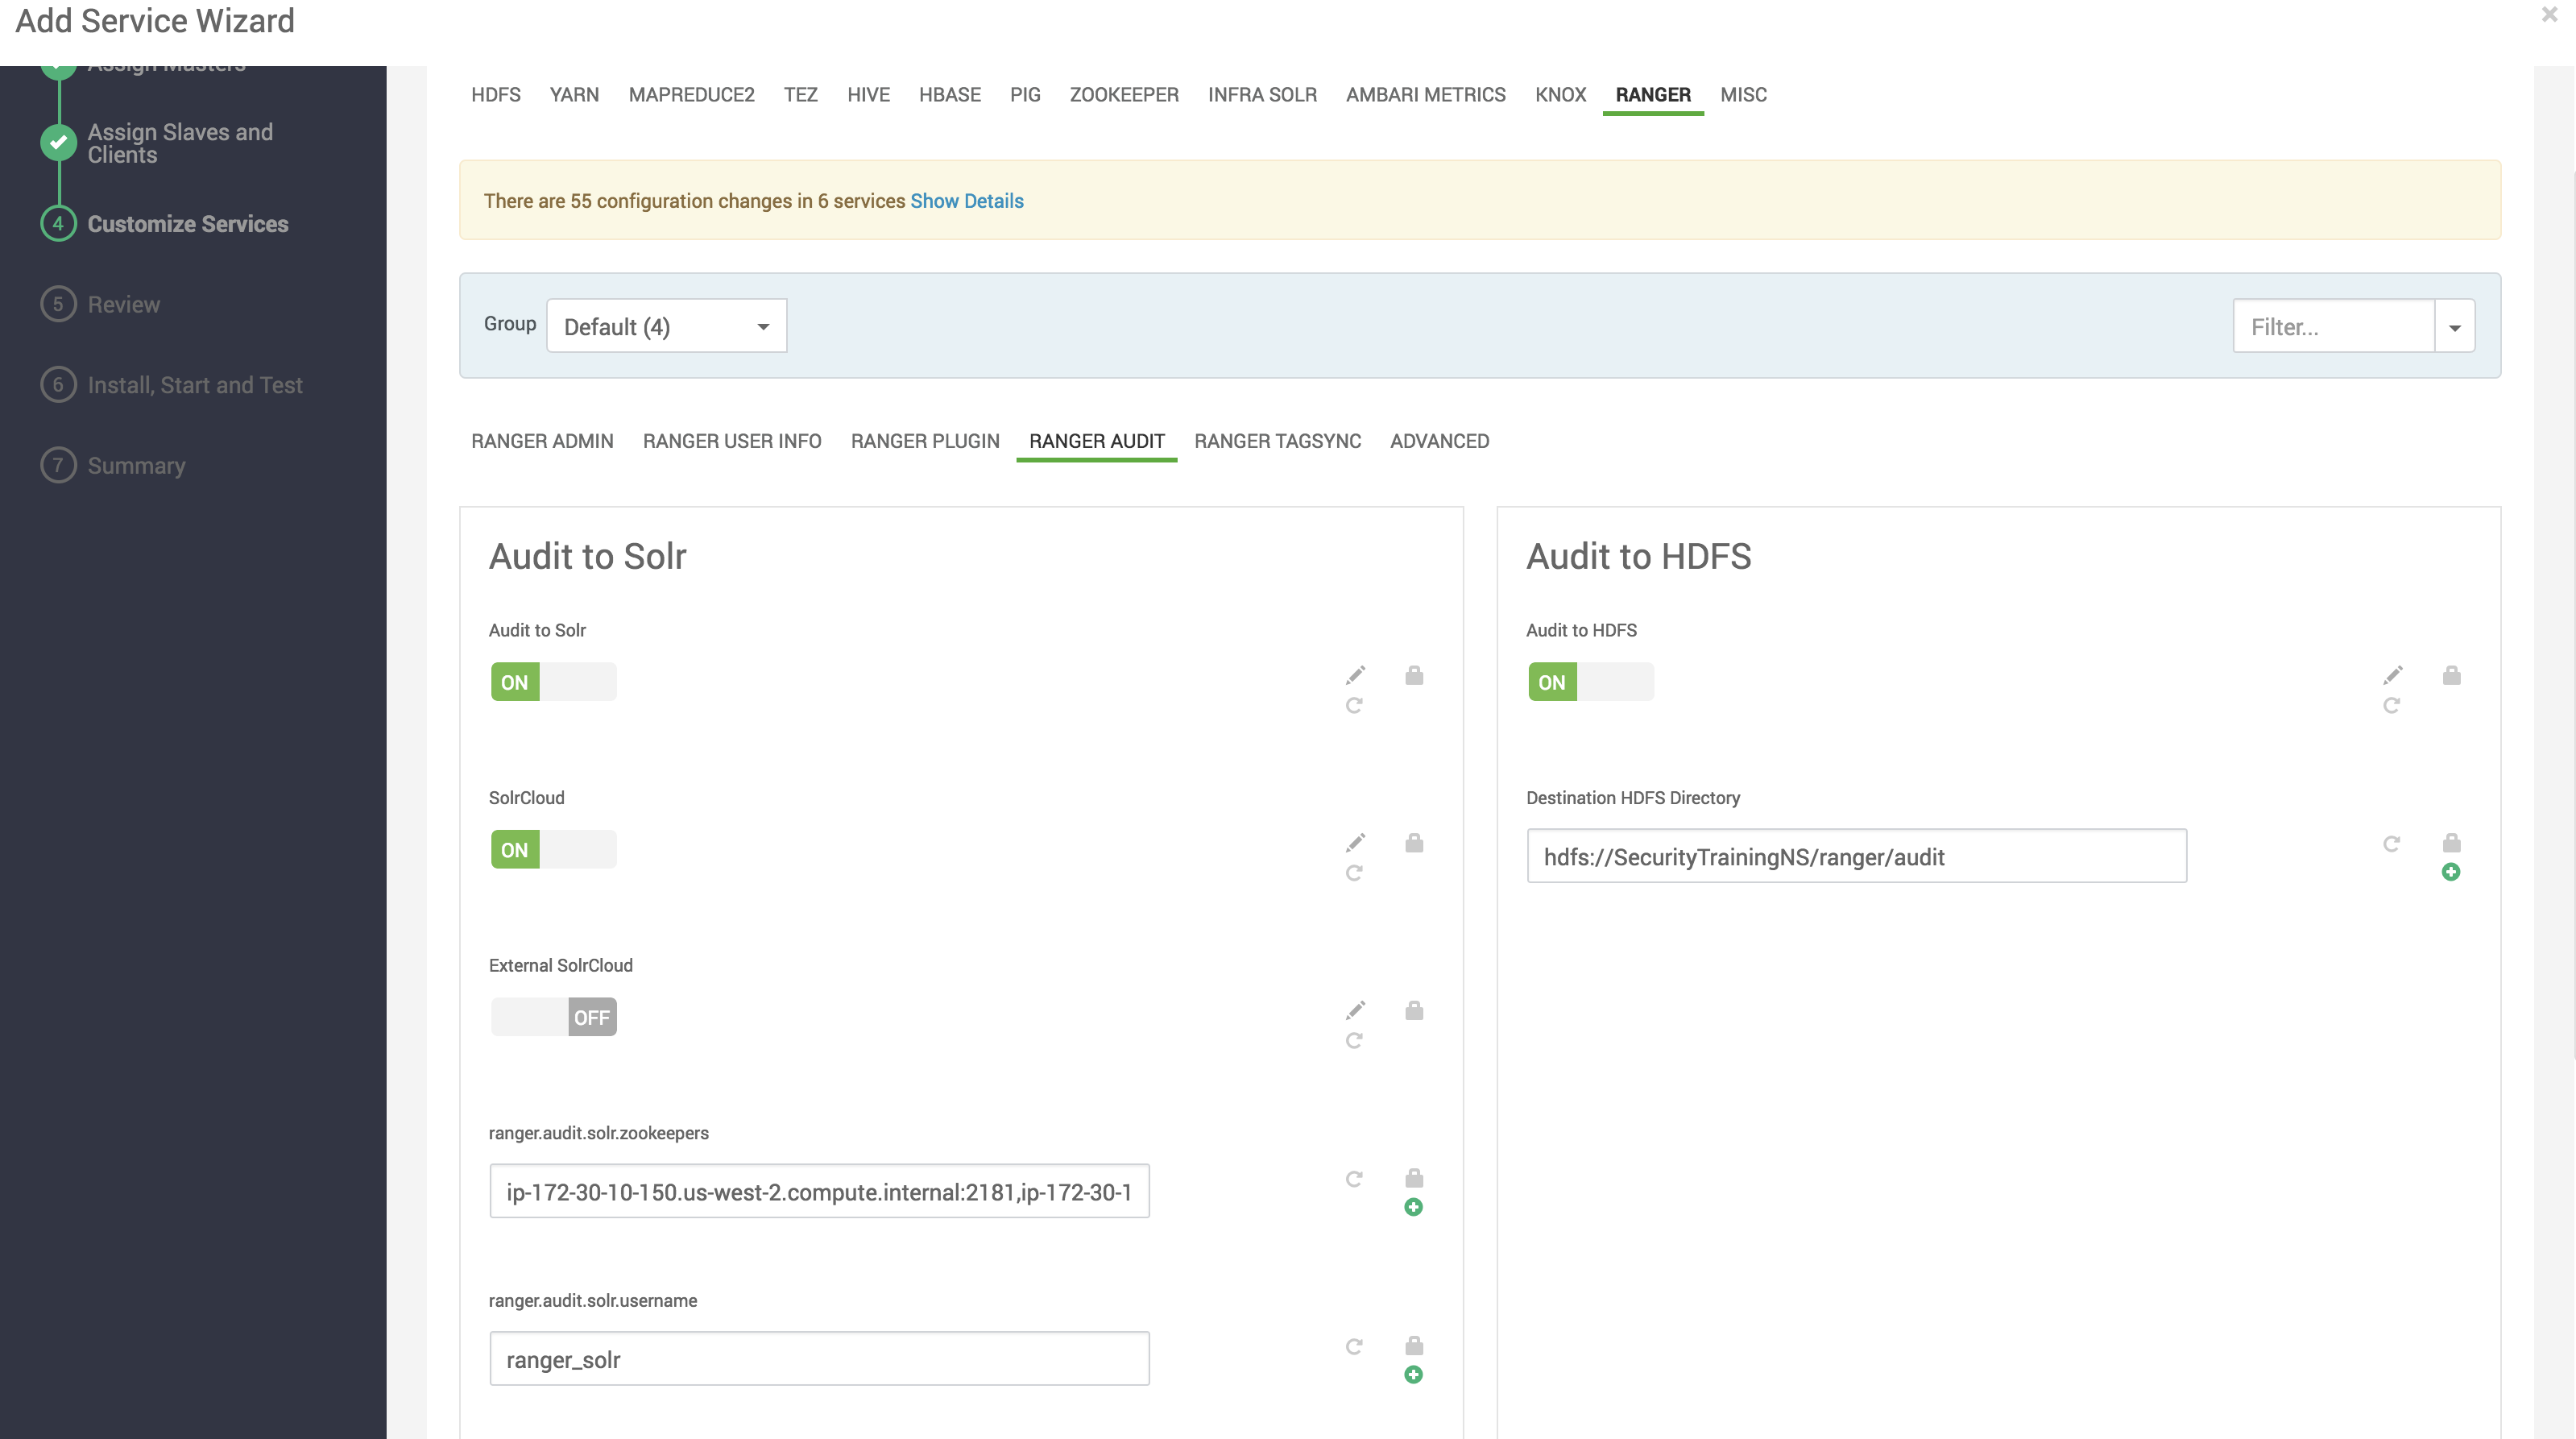 Add Service Wizard
×
Assign Masters
Assign Slaves and
Clients
4 Customize Services
5 Review
6 Install, Start and Test
7 Summary
HDFS YARN MAPREDUCE2 TEZ HIVE HBASE PIG ZOOKEEPER INFRA SOLR AMBARI METRICS KNOX RANGER MISC
There are 55 configuration changes in 6 services Show Details
Group Default (4) Filter...
RANGER ADMIN RANGER USER INFO RANGER PLUGIN RANGER AUDIT RANGER TAGSYNC ADVANCED
Audit to Solr
Audit to Solr
ON
SolrCloud
ON
External SolrCloud
OFF
ranger.audit.solr.zookeepers
ip-172-30-10-150.us-west-2.compute.internal:2181,ip-172-30-1
ranger.audit.solr.username
ranger_solr
Audit to HDFS
Audit to HDFS
ON
Destination HDFS Directory
hdfs://SecurityTrainingNS/ranger/audit